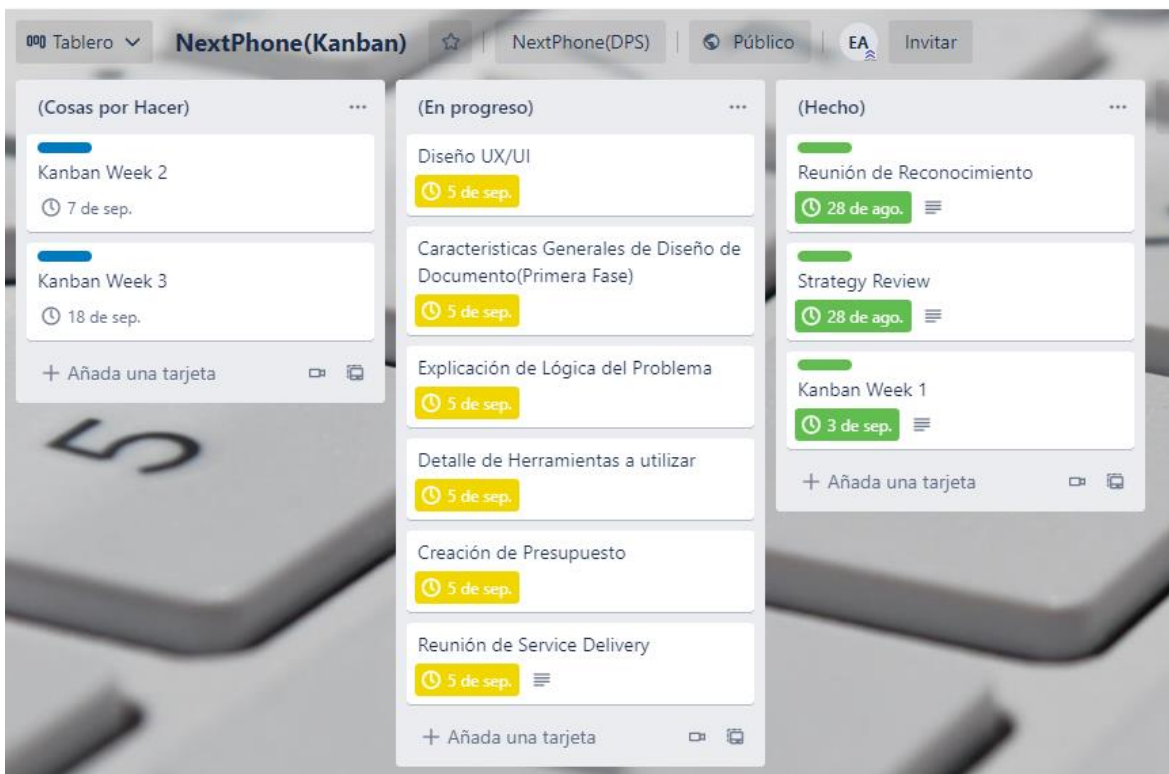 Tablero NextPhone(Kanban) NextPhone(DPS) Público EA Invitar
(Cosas por Hacer)
Kanban Week 2
7 de sep.
Kanban Week 3
18 de sep.
+ Añada una tarjeta
(En progreso)
Diseño UX/UI
5 de sep.
Caracteristicas Generales de Diseño de
Documento(Primera Fase)
5 de sep.
Explicación de Lógica del Problema
5 de sep.
Detalle de Herramientas a utilizar
5 de sep.
Creación de Presupuesto
5 de sep.
Reunión de Service Delivery
5 de sep.
+ Añada una tarjeta
(Hecho)
Reunión de Reconocimiento
28 de ago.
Strategy Review
28 de ago.
Kanban Week 1
3 de sep.
+ Añada una tarjeta
5